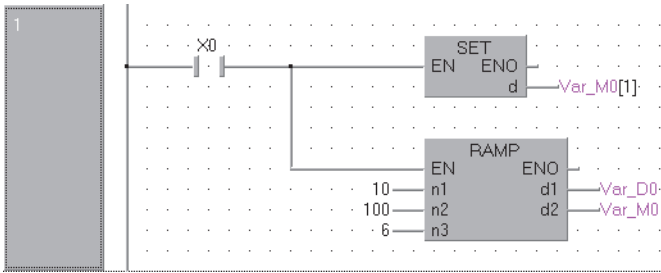 1
X0
SET
EN ENO
d Var_M0[1]
RAMP
EN ENO
10 n1 d1 Var_D0
100 n2 d2 Var_M0
6 n3